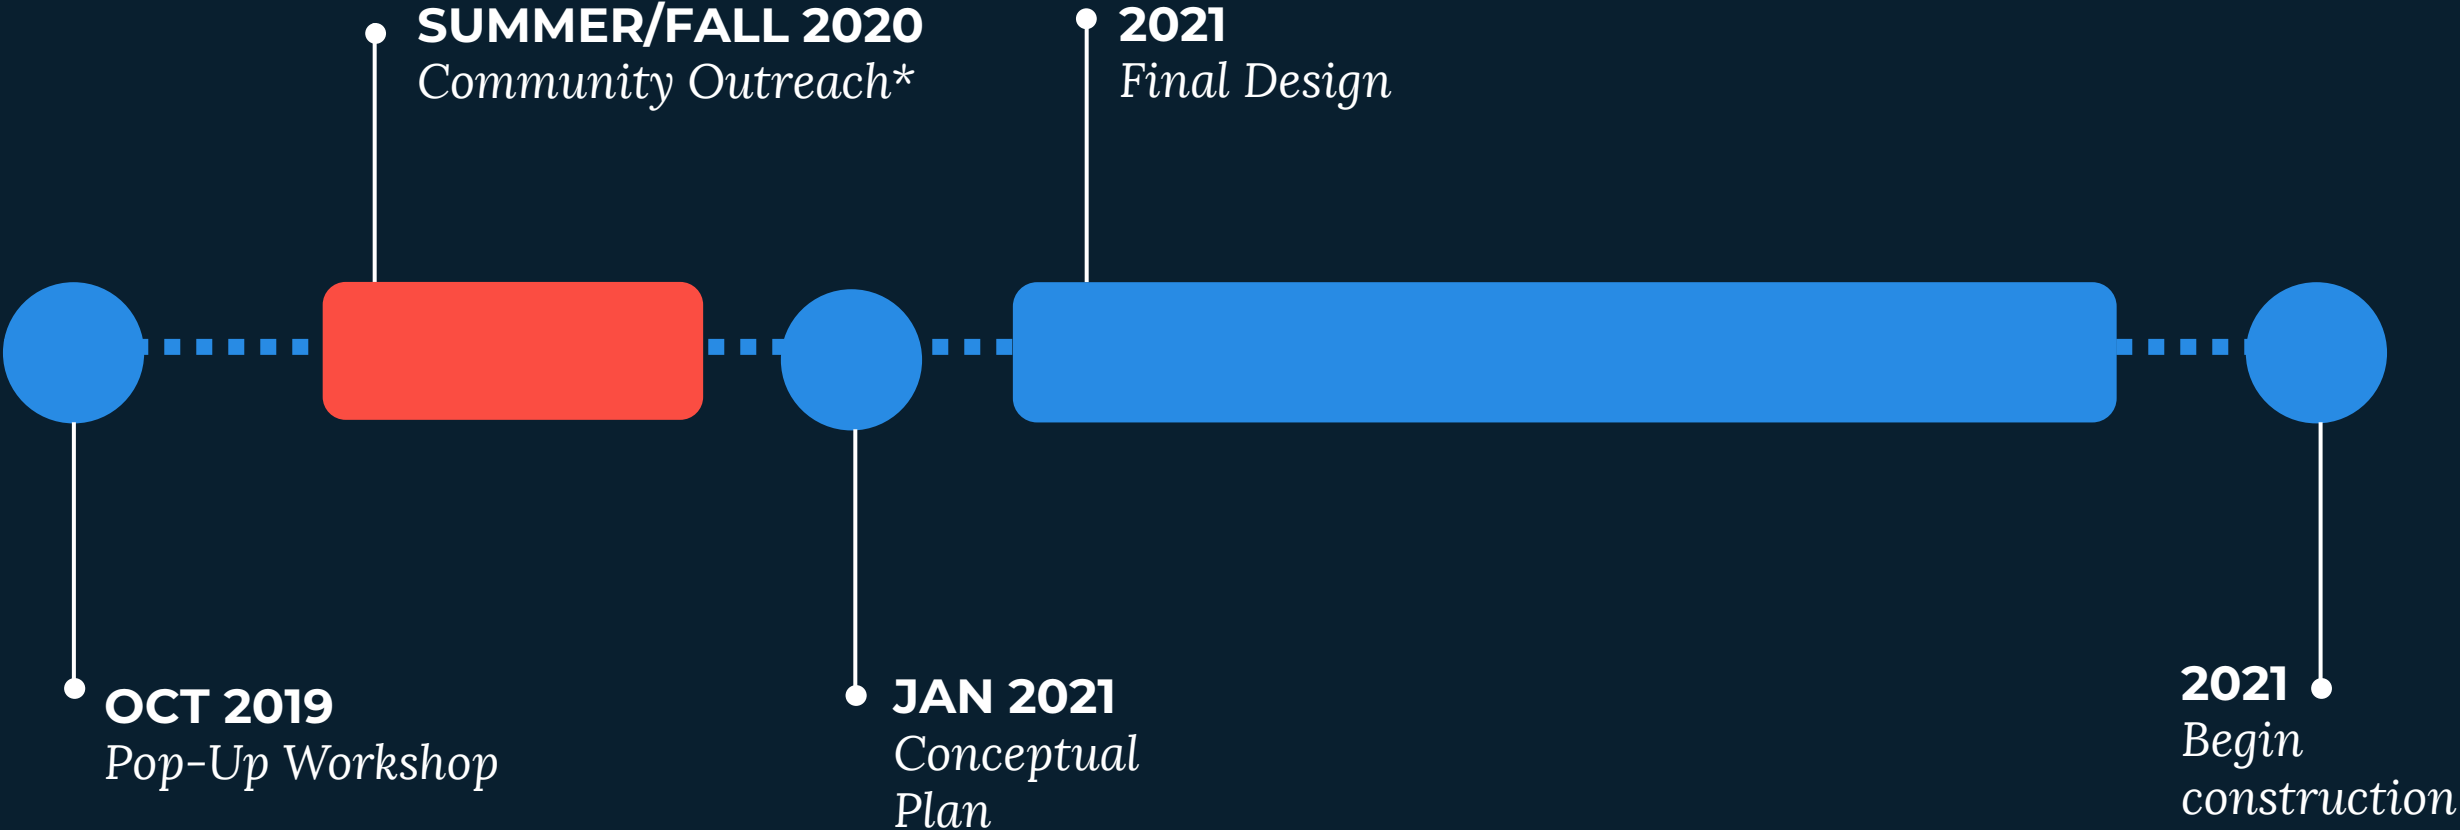 SUMMER/FALL 2020
Community Outreach*
2021
Final Design
OCT 2019
Pop-Up Workshop
JAN 2021
Conceptual
Plan
2021
Begin
construction